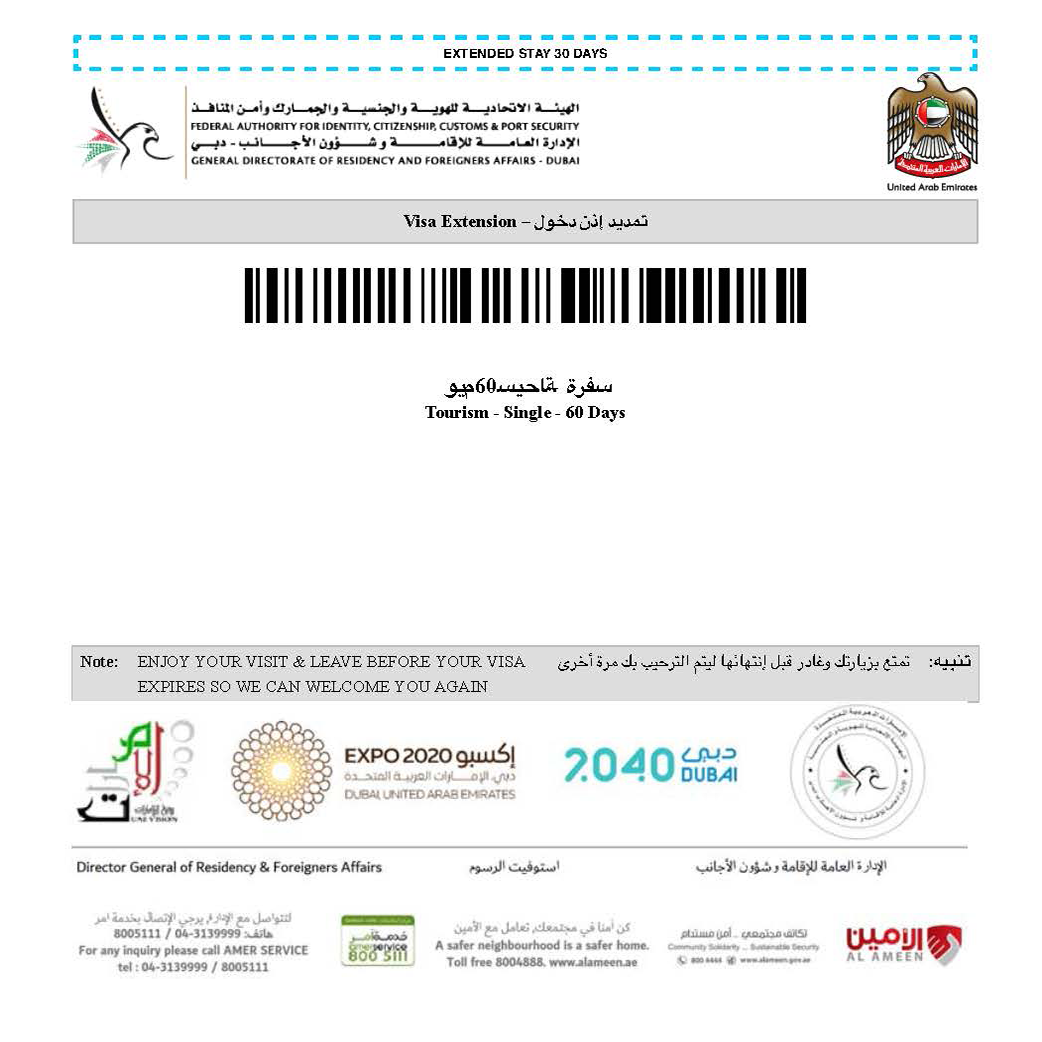 EXTENDED STAY 30 DAYS
الهيئة الاتحادية للهوية والجنسية والجمارك وأمن المنافذ
FEDERAL AUTHORITY FOR IDENTITY, CITIZENSHIP, CUSTOMS & PORT SECURITY
الإدارة العامة للإقامة وشؤون الأجانب - دبي
GENERAL DIRECTORATE OF RESIDENCY AND FOREIGNERS AFFAIRS - DUBAI
الإمارات العربية المتحدة
United Arab Emirates
Visa Extension – تمديد إذن دخول
سفرة
Tourism - Single - 60 Days
Note: ENJOY YOUR VISIT & LEAVE BEFORE YOUR VISA
EXPIRES SO WE CAN WELCOME YOU AGAIN
تنبيه: تمتع بزيارتك وغادر قبل إنتهائها ليتم الترحيب بك مرة أخرى
UAE VISION
EXPO 2020 إكسبو
دبي، الإمارات العربية المتحدة
DUBAI, UNITED ARAB EMIRATES
2040 دبي
DUBAI
Director General of Residency & Foreigners Affairs
استوفيت الرسوم
الإدارة العامة للإقامة وشؤون الأجانب
للتواصل مع الإدارة, يرجي الإتصال بخدمة امر
هاتف: 04-3139999 / 8005111
For any inquiry please call AMER SERVICE
tel : 04-3139999 / 8005111
خدمة آمر
amer service
800 5111
كن آمنا في مجتمعك, تعامل مع الأمين
A safer neighbourhood is a safer home.
Toll free 8004888. www.alameen.ae
تكاتف مجتمعي .. أمن مستدام
Community Solidarity ... Sustainable Security
800 4444 www.alameen.gov.ae
الأمين
AL AMEEN